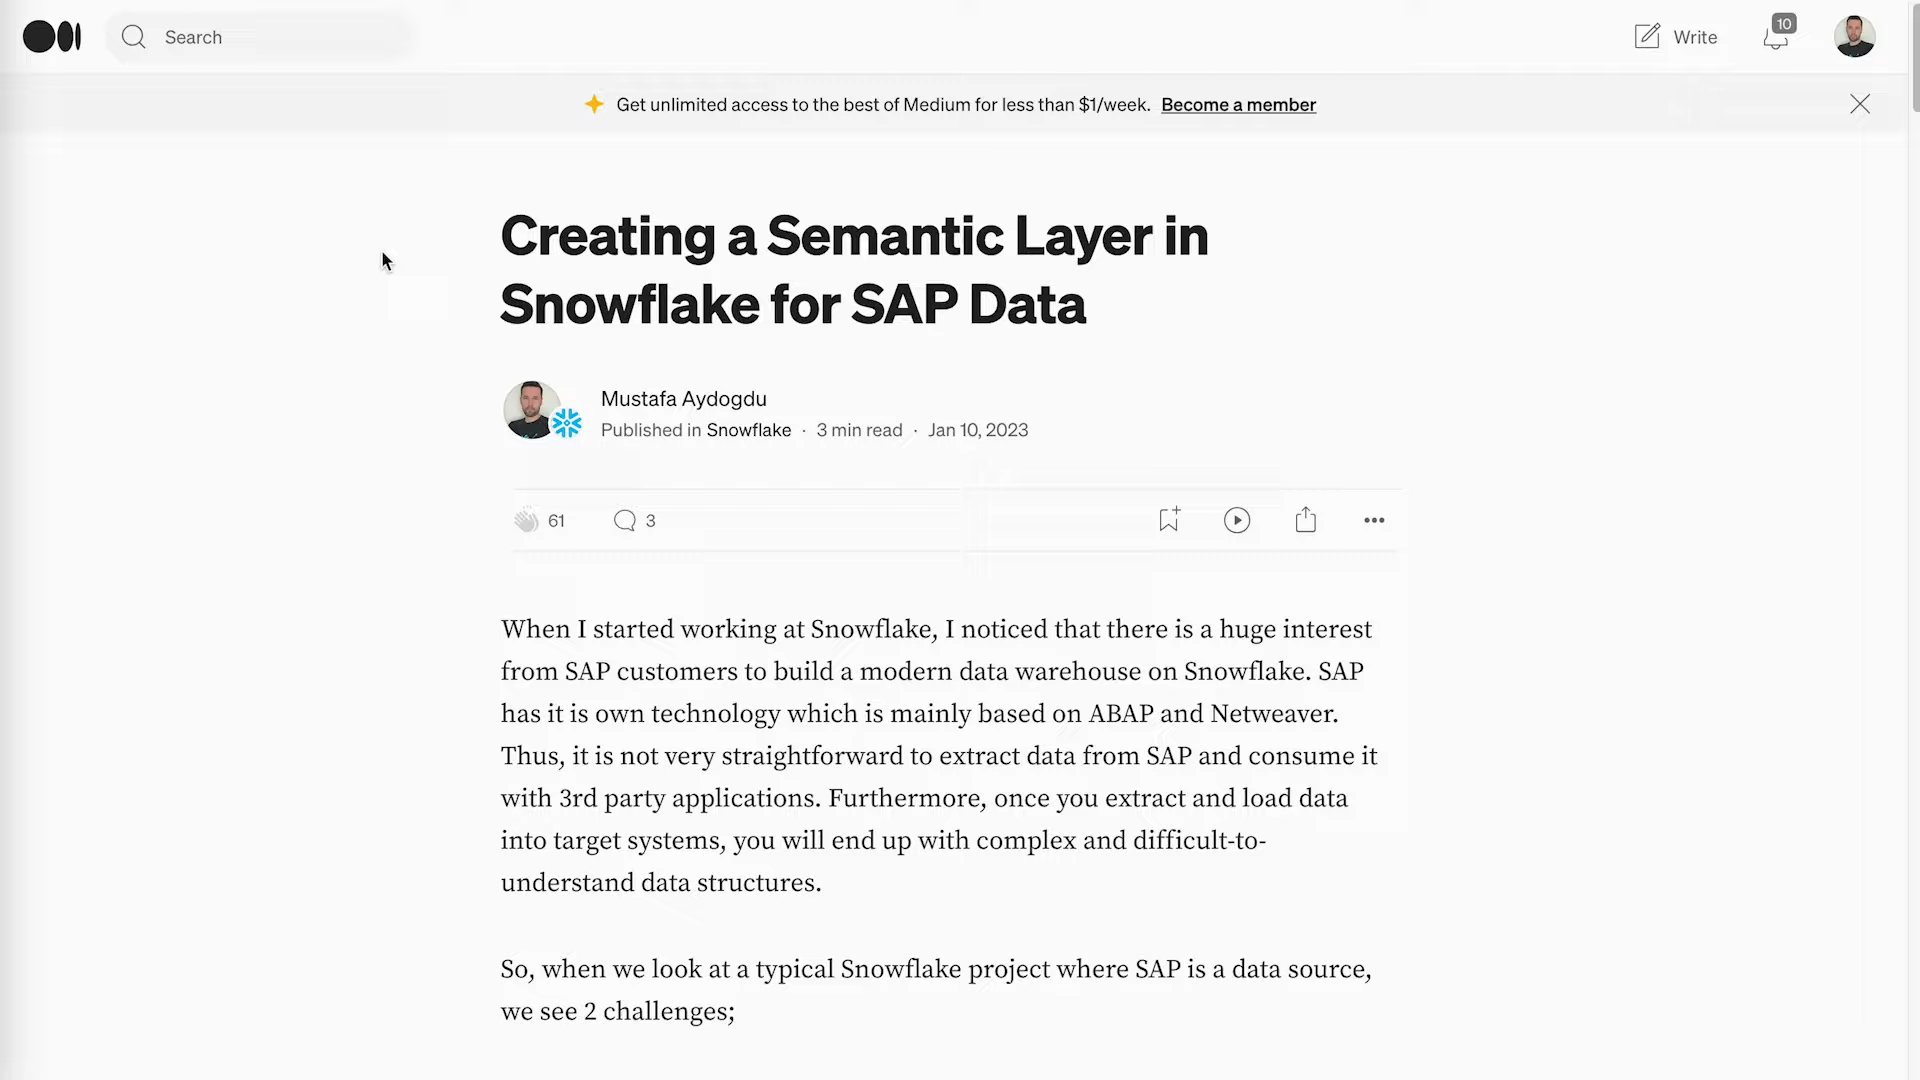 Search
Write
10
Get unlimited access to the best of Medium for less than $1/week. Become a member
Creating a Semantic Layer in
Snowflake for SAP Data
Mustafa Aydogdu
Published in Snowflake · 3 min read · Jan 10, 2023
61
3
When I started working at Snowflake, I noticed that there is a huge interest
from SAP customers to build a modern data warehouse on Snowflake. SAP
has it is own technology which is mainly based on ABAP and Netweaver.
Thus, it is not very straightforward to extract data from SAP and consume it
with 3rd party applications. Furthermore, once you extract and load data
into target systems, you will end up with complex and difficult-to-
understand data structures.
So, when we look at a typical Snowflake project where SAP is a data source,
we see 2 challenges;